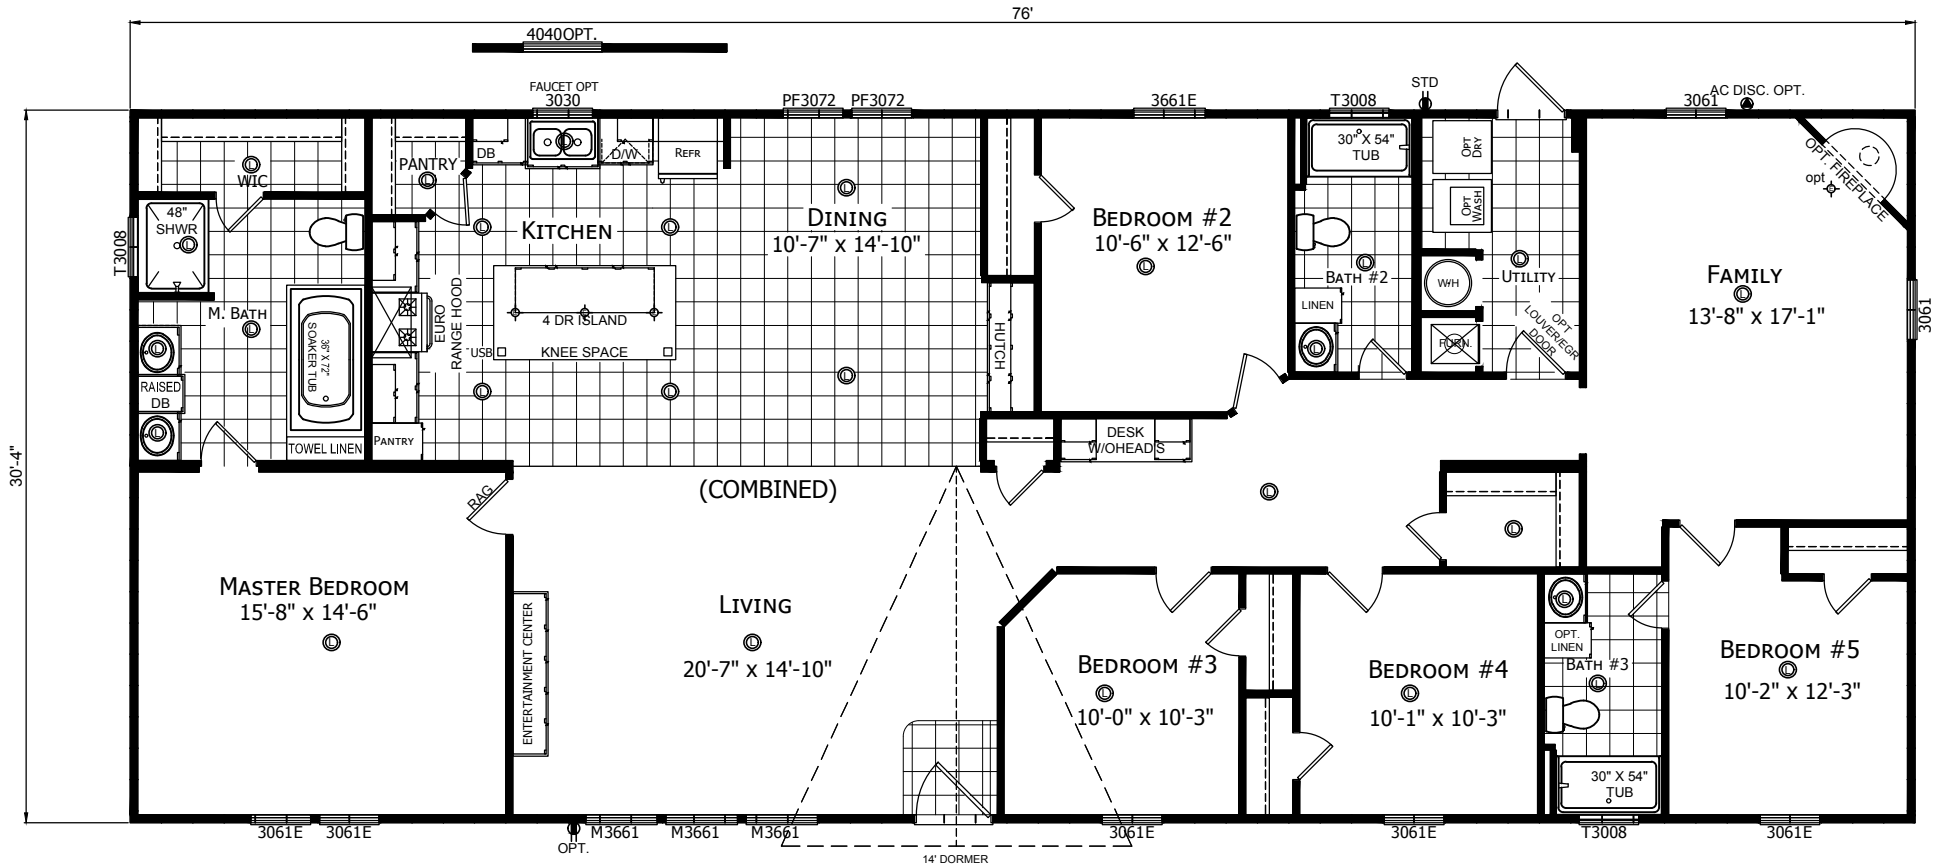 76'
4040OPT.
FAUCET OPT
3030
PF3072 PF3072
3661E
T3008
STD
3061
AC DISC. OPT.
30'-4"
WIC
PANTRY
DB
D/W
REFR
30" X 54"
TUB
OPT
DRY
OPT
WASH
OPT. FIREPLACE
opt
48"
SHWR
T3008
KITCHEN
DINING
10'-7" x 14'-10"
BEDROOM #2
10'-6" x 12'-6"
BATH #2
LINEN
W/H
UTILITY
FURN.
OPT
LOUVER/EGR
DOOR
FAMILY
13'-8" x 17'-1"
3061
M. BATH
RAISED
DB
SOAKER TUB
36" X 72"
TOWEL LINEN
EURO
RANGE HOOD
PANTRY
4 DR ISLAND
USB
KNEE SPACE
HUTCH
DESK
W/OHEAD'S
(COMBINED)
RAG
MASTER BEDROOM
15'-8" x 14'-6"
ENTERTAINMENT CENTER
LIVING
20'-7" x 14'-10"
BEDROOM #3
10'-0" x 10'-3"
BEDROOM #4
10'-1" x 10'-3"
OPT.
LINEN
BATH #3
30" X 54"
TUB
BEDROOM #5
10'-2" x 12'-3"
3061E 3061E
OPT.
M3661 M3661 M3661
14' DORMER
3061E
3061E
T3008
3061E